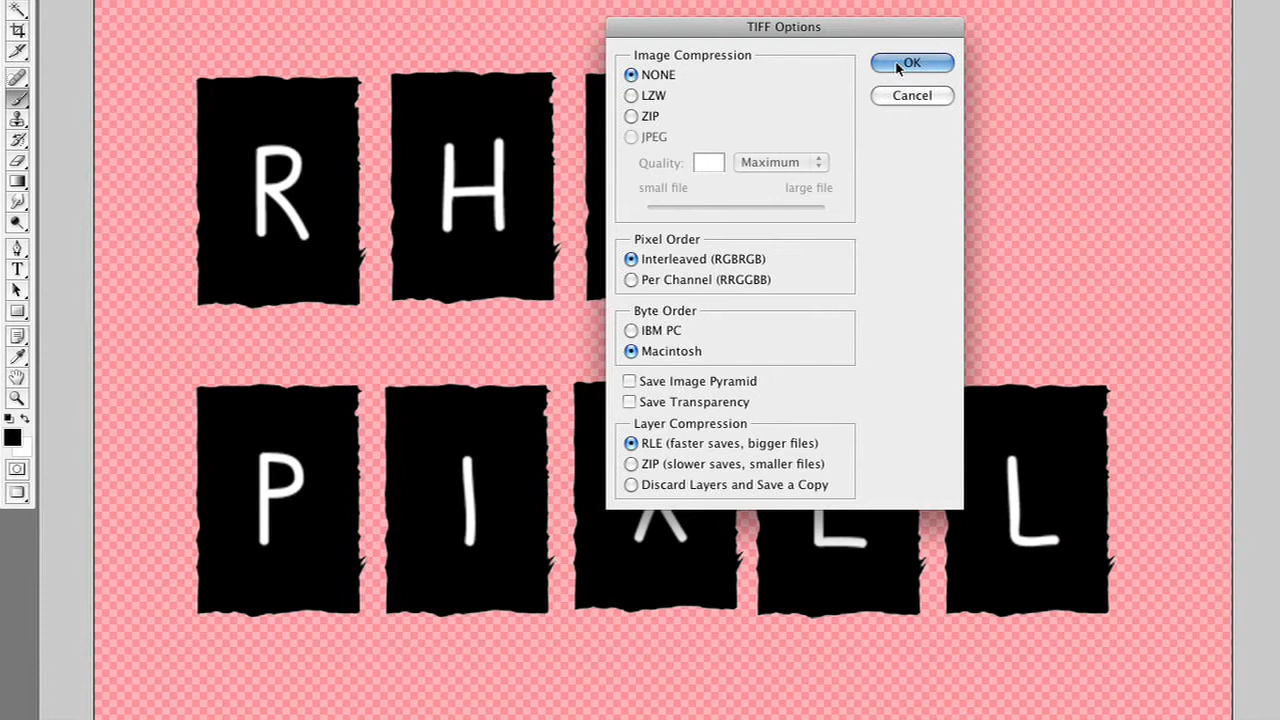 TIFF Options
Image Compression
NONE
LZW
ZIP
JPEG
Quality:
Maximum
small file
large file
OK
Cancel
Pixel Order
Interleaved (RGBRGB)
Per Channel (RRGGBB)
Byte Order
IBM PC
Macintosh
Save Image Pyramid
Save Transparency
Layer Compression
RLE (faster saves, bigger files)
ZIP (slower saves, smaller files)
Discard Layers and Save a Copy
R H
P I L